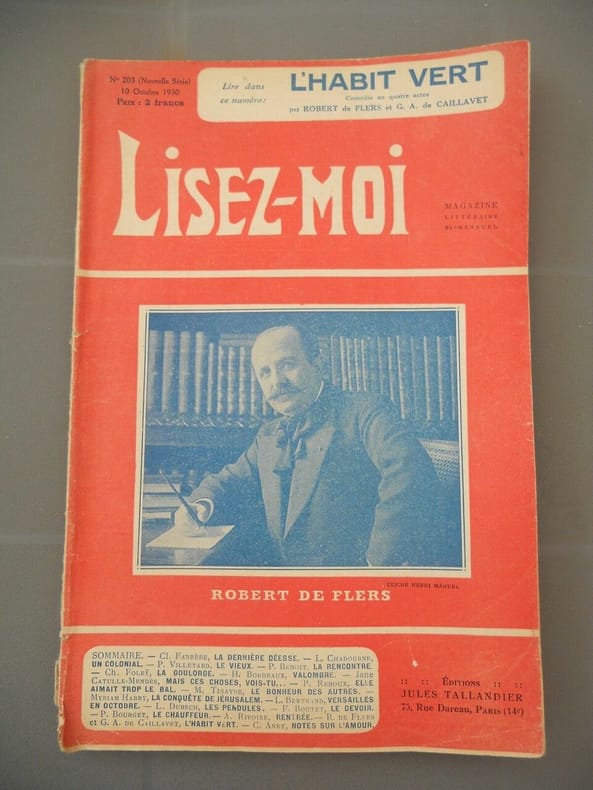 N° 203 (Nouvelle Série)
10 Octobre 1930
Prix : 2 francs
Lire dans
ce numéro :
L'HABIT VERT
Comédie en quatre actes
par ROBERT de FLERS et G. A. de CAILLAVET
LISEZ-MOI
MAGAZINE
LITTÉRAIRE
BI-MENSUEL
CLICHÉ HENRI MANUEL
ROBERT DE FLERS
SOMMAIRE. — Cl. Farrère, LA DERNIÈRE DÉESSE. — L. Chadourne,
UN COLONIAL. — P. Villetard, LE VIEUX. — P. Benoit, LA RENCONTRE.
— Ch. Foleÿ, LA GOULORGE. — H. Bordeaux, VALOMBRÉ. — Jane
Catulle-Mendès, MAIS CES CHOSES, VOIS-TU... — P. Reboux, ELLE
AIMAIT TROP LE BAL. — M. Tinayre, LE BONHEUR DES AUTRES. —
Myriam Harry, LA CONQUÊTE DE JÉRUSALEM. — L. Bertrand, VERSAILLES
EN OCTOBRE. — L. Dubech, LES PENDULES. — F. Boutet, LE DEVOIR.
— P. Bourget, LE CHAUFFEUR. — A. Rivoire, RENTRÉE. — R. de Flers
et G. A. de Caillavet, L'HABIT VERT. — C. Anet, NOTES SUR L'AMOUR.
:: :: Éditions :: ::
JULES TALLANDIER
75, Rue Dareau, Paris (14e)